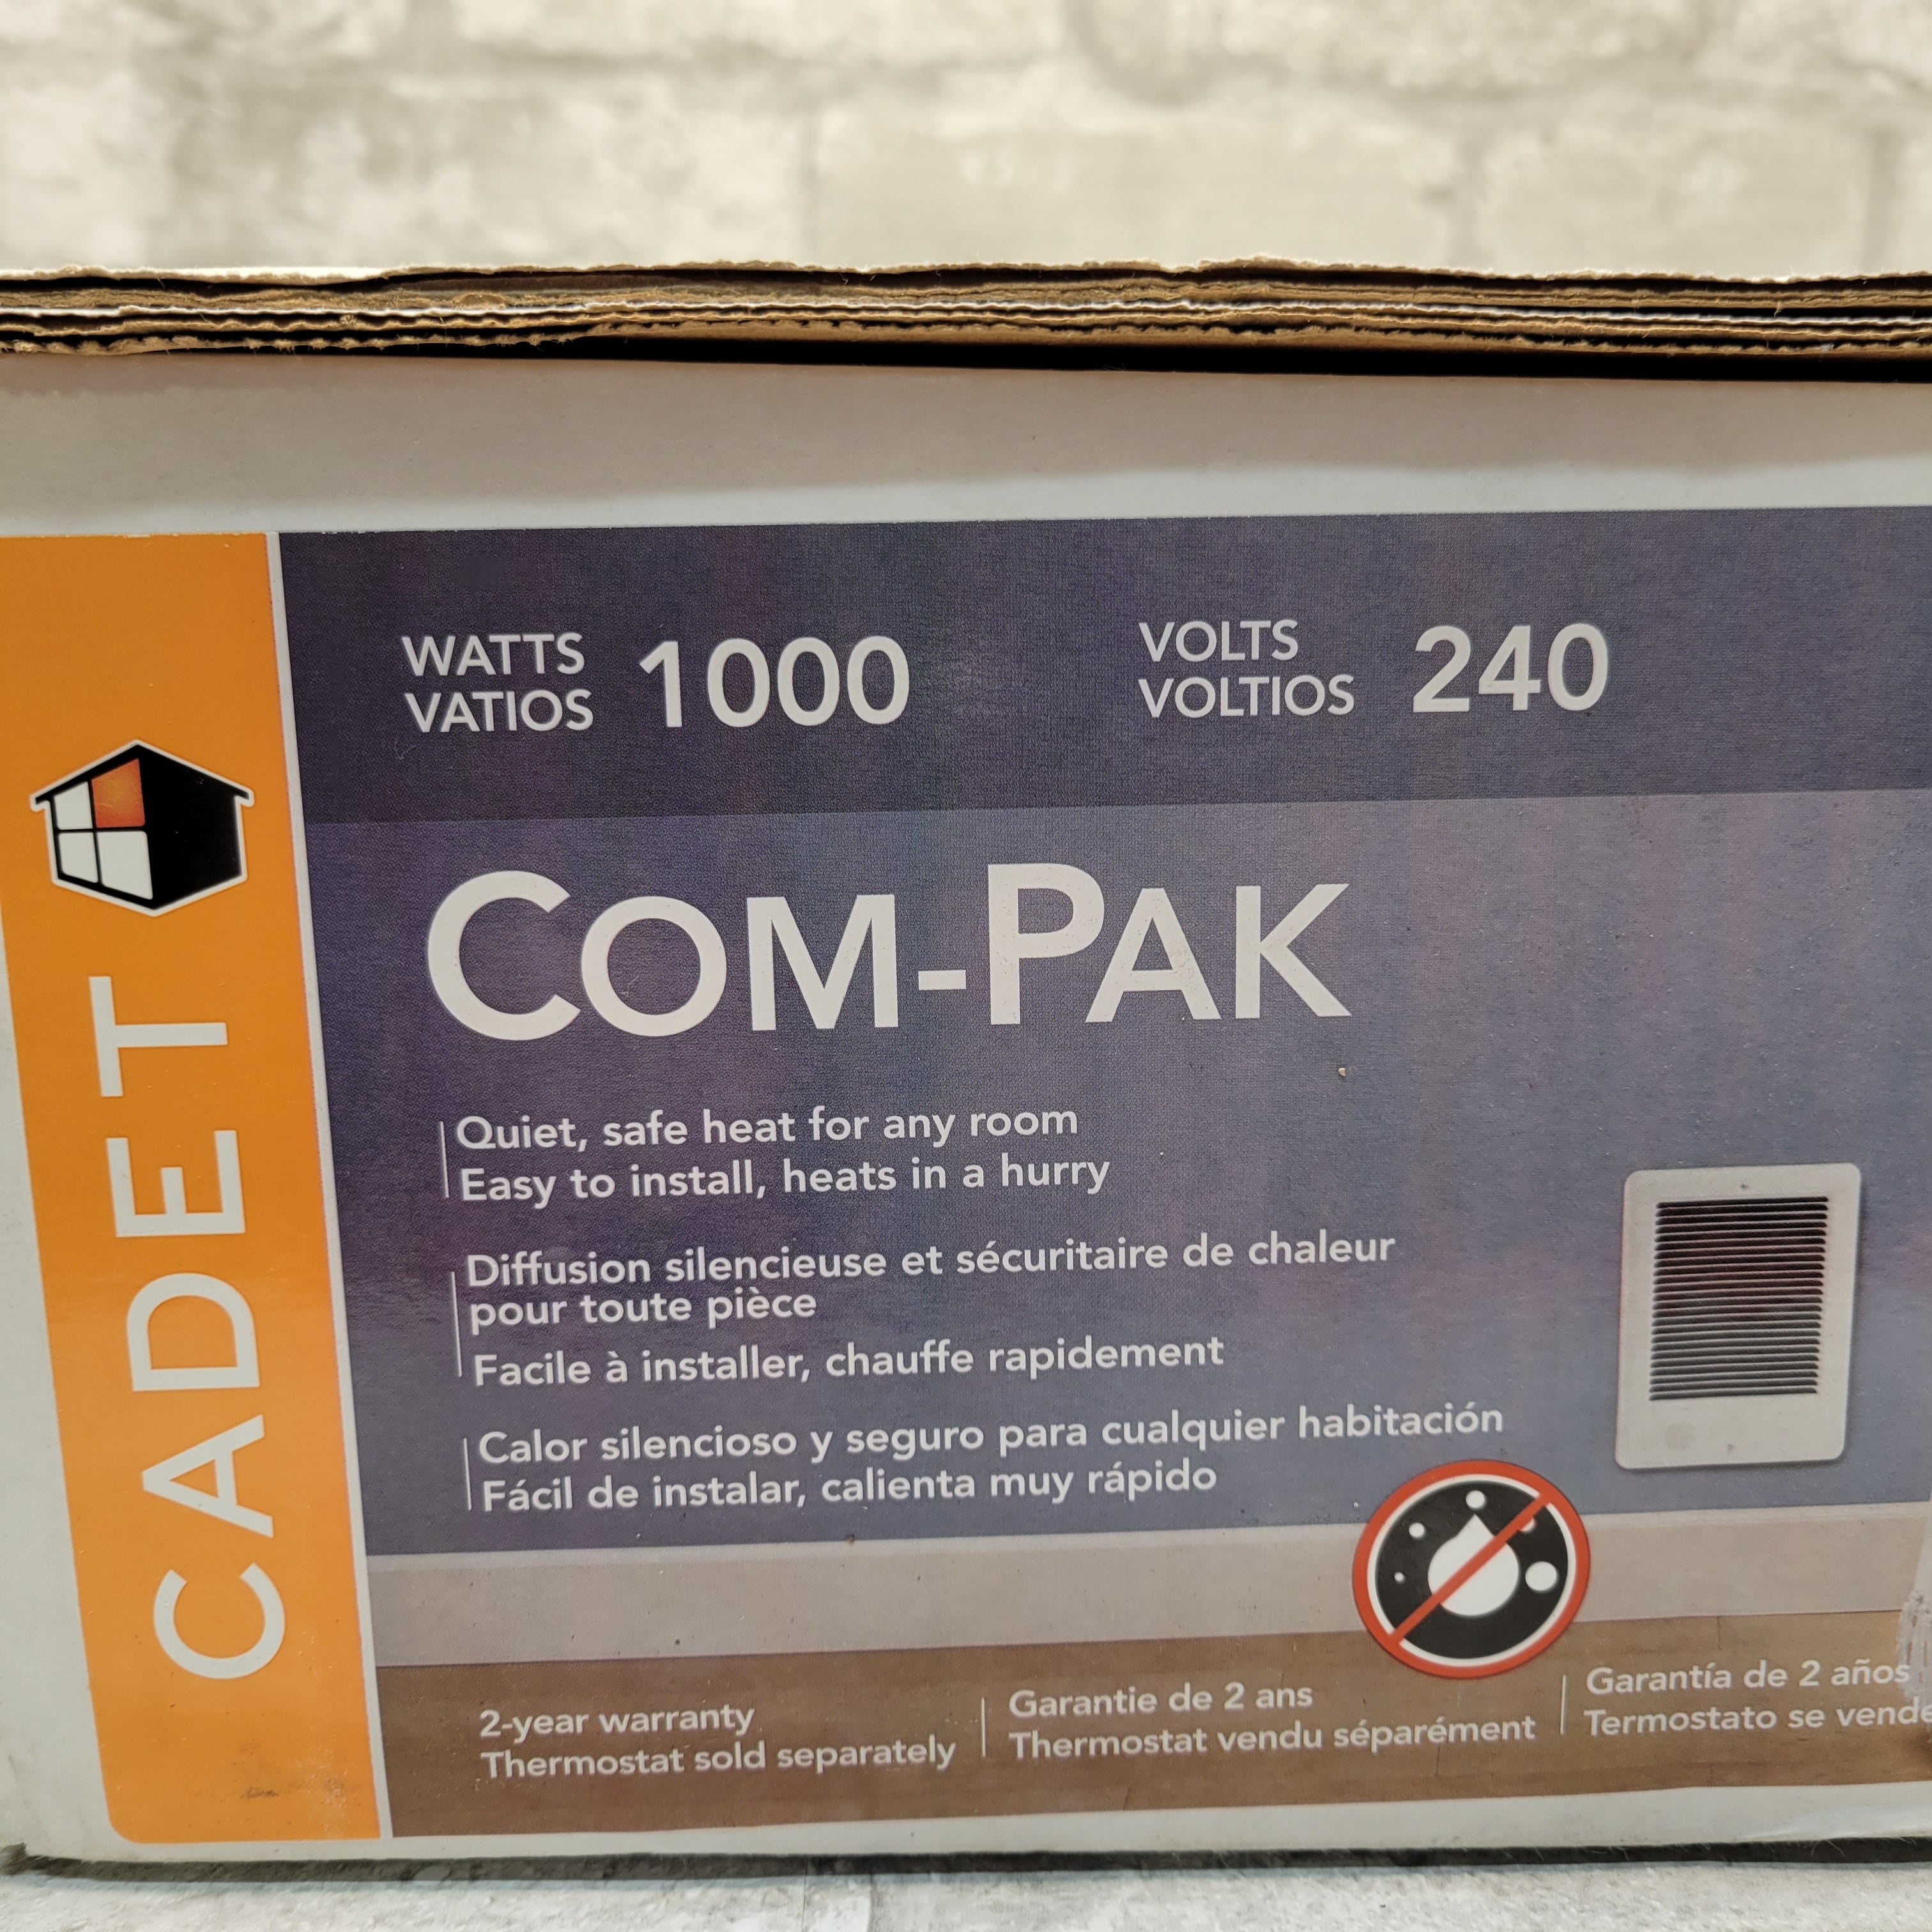 WATTS
VATIOS
1000
VOLTS
VOLTIOS
240
CADET
COM-PAK
Quiet, safe heat for any room
Easy to install, heats in a hurry
Diffusion silencieuse et sécuritaire de chaleur
pour toute pièce
Facile à installer, chauffe rapidement
Calor silencioso y seguro para cualquier habitación
Fácil de instalar, calienta muy rápido
2-year warranty
Thermostat sold separately
Garantie de 2 ans
Thermostat vendu séparément
Garantía de 2 años
Termostato se vende